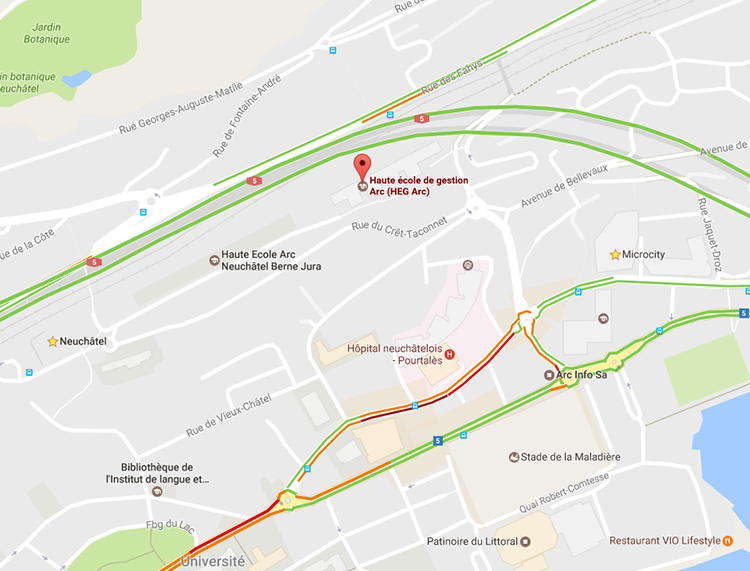 Jardin
Botanique
in botanique
euchâtel
Rue Georges-Auguste-Matile
Rue de Fontaine-André
Rue des Fahys
5
5
5
Haute école de gestion
Arc (HEG Arc)
Avenue de
Avenue de Bellevaux
Rue Jaquet-Droz
Rue du Crêt-Taconnet
ue de la Côte
Haute Ecole Arc
Neuchâtel Berne Jura
Microcity
Neuchâtel
5
Hôpital neuchâtelois
- Pourtalès
H
Arc Info Sa
Rue de Vieux-Châtel
5
Stade de la Maladière
Bibliothèque de
l'Institut de langue et...
Quai Robert-Comtesse
Fbg du Lac
Patinoire du Littoral
Restaurant VIO Lifestyle
Université